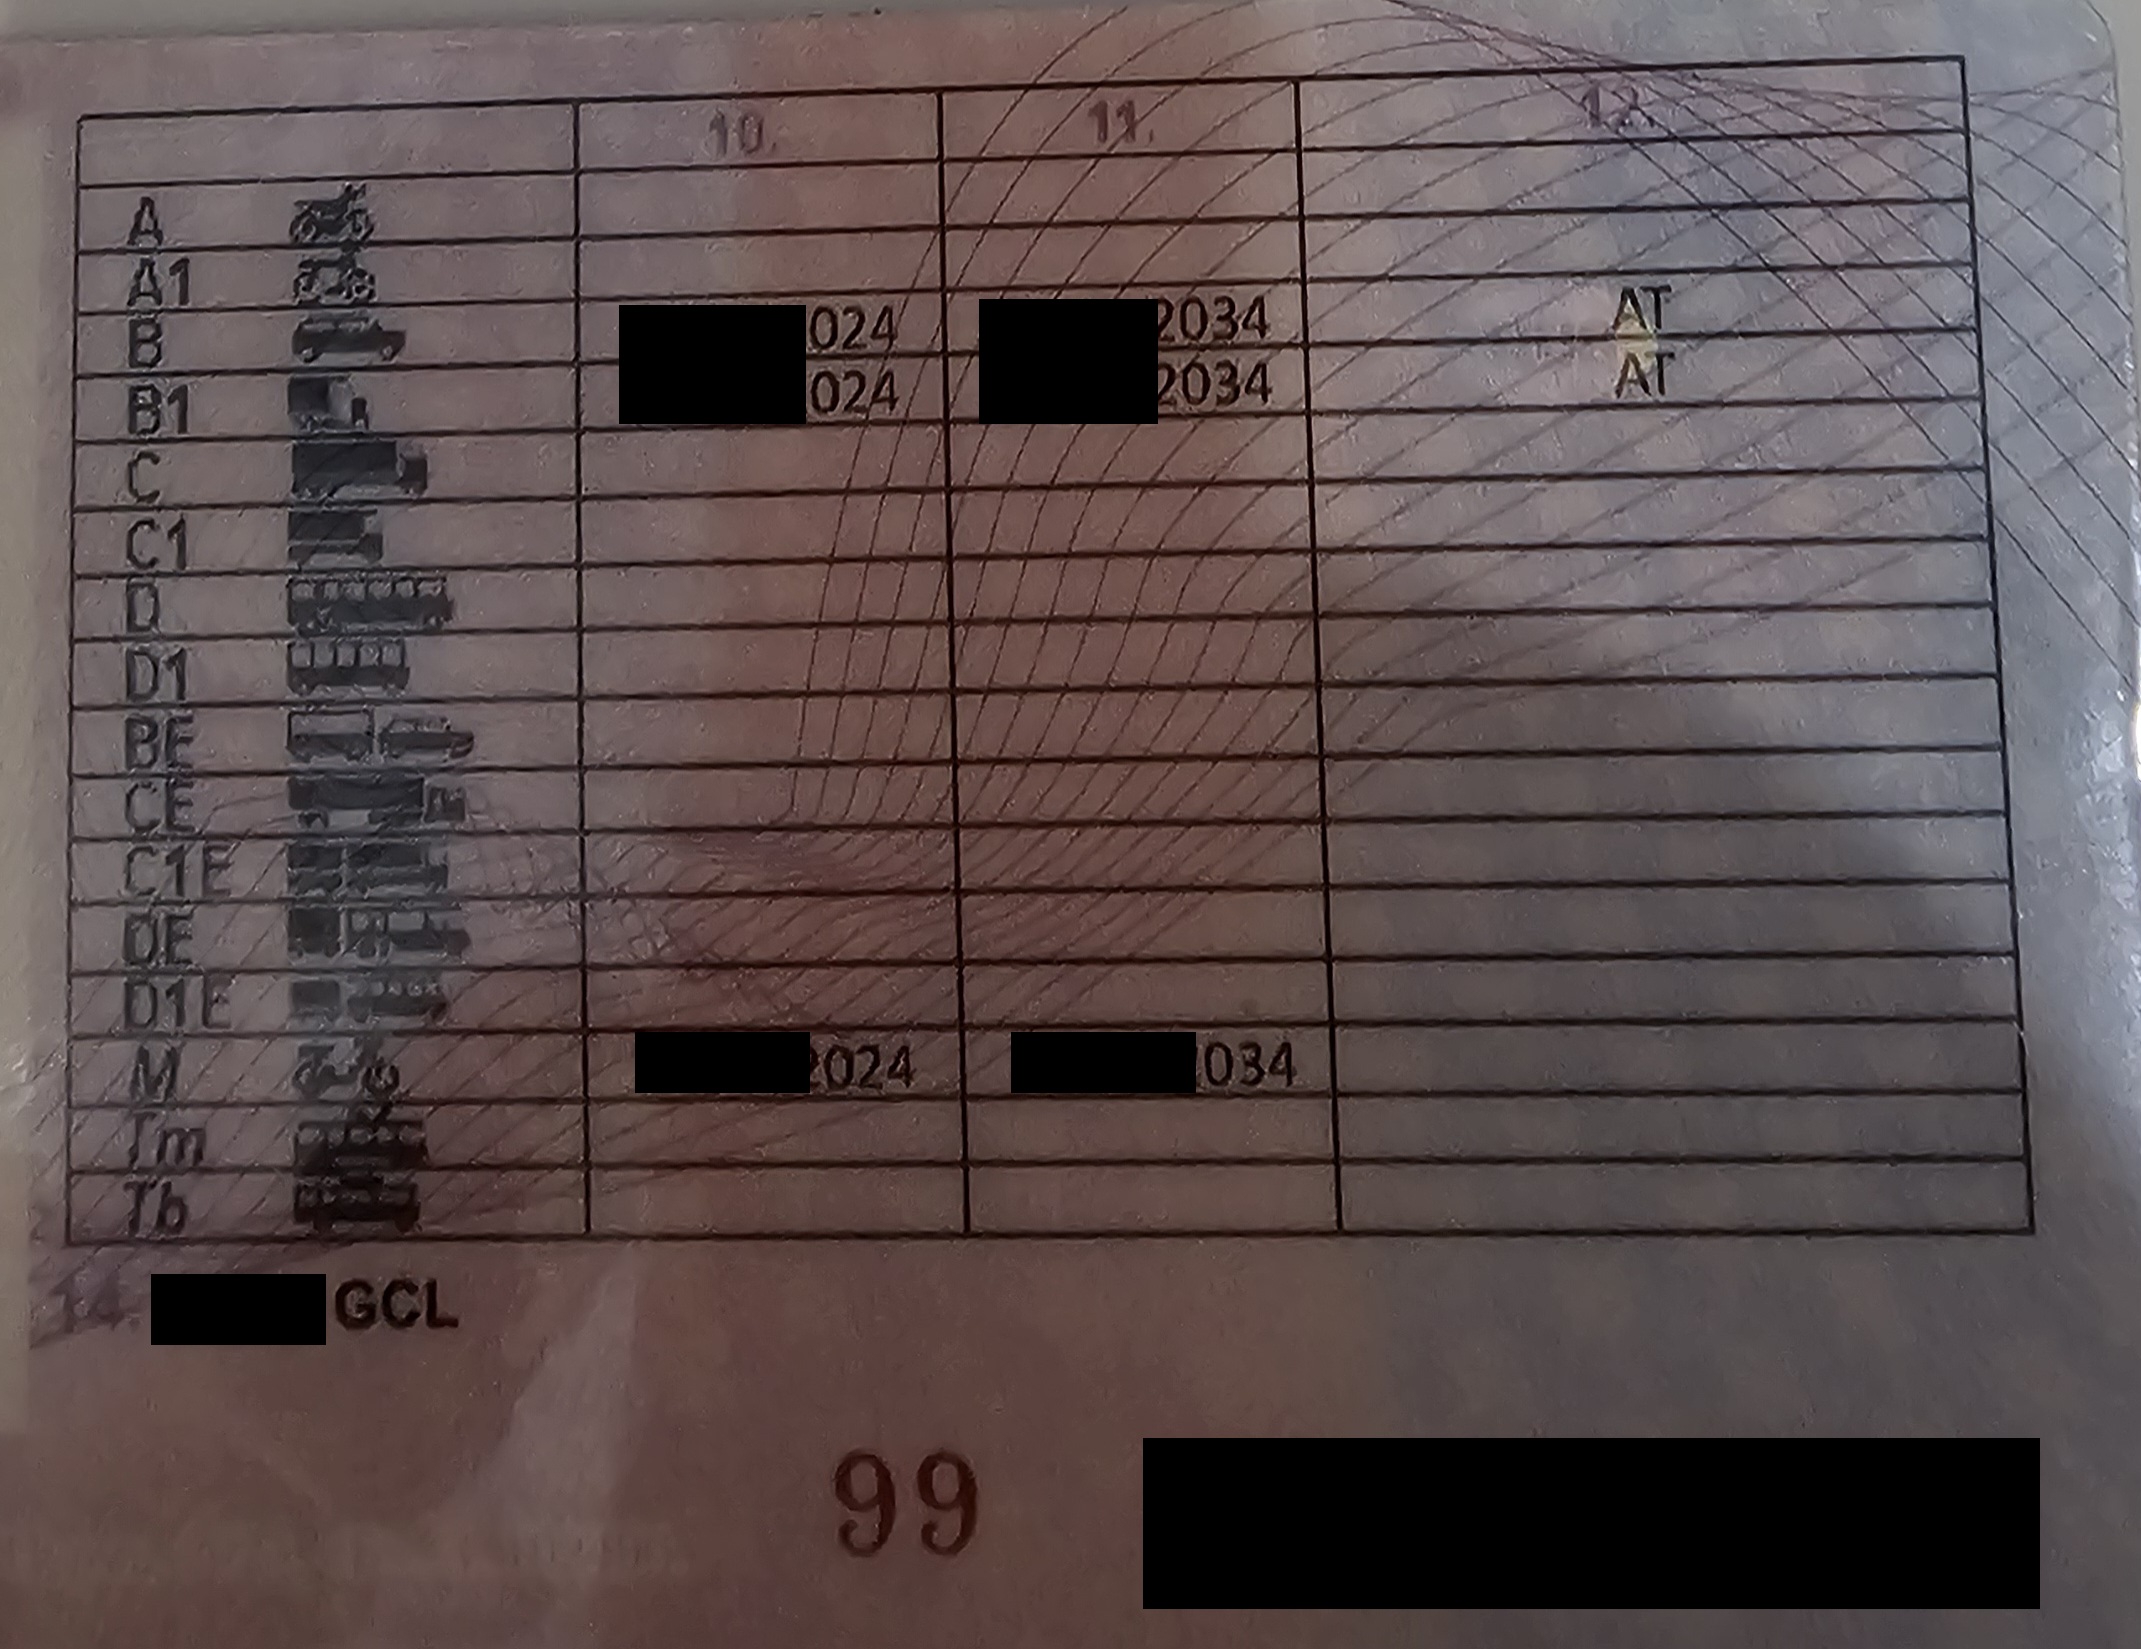 10. 11. 12.
A
A1
B 024 2034 AT
B1 024 2034 AT
C
C1
D
D1
BE
CE
C1E
DE
D1E
M 2024 034
Tm
Tb
14. GCL
99